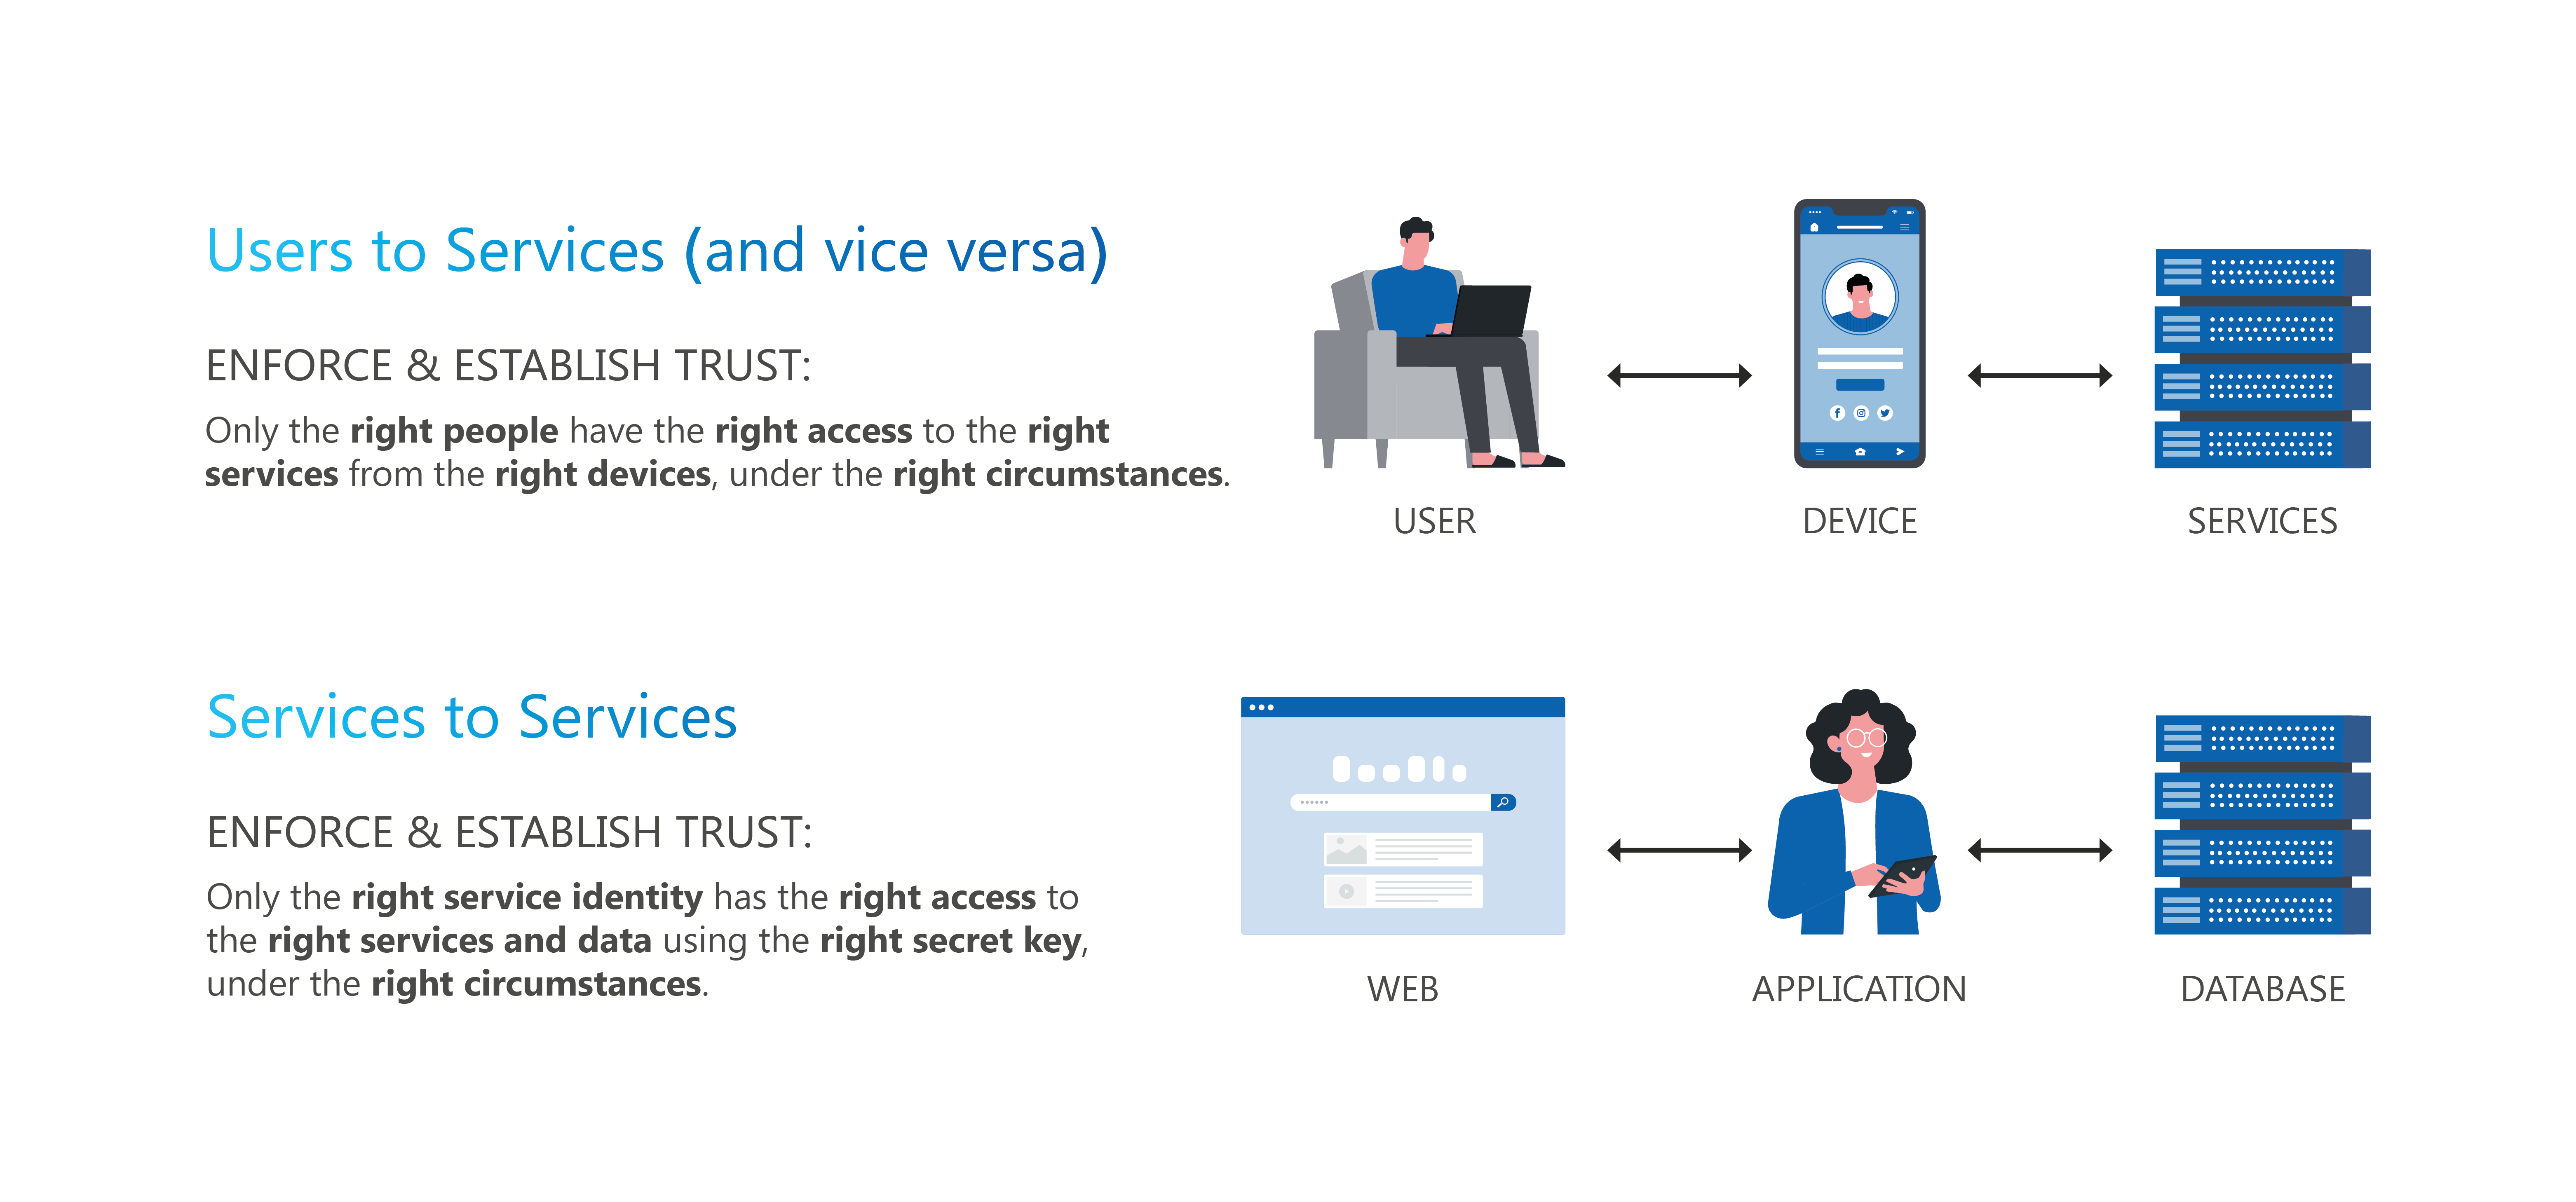 Users to Services (and vice versa)
ENFORCE & ESTABLISH TRUST:
Only the right people have the right access to the right
services from the right devices, under the right circumstances.
USER
DEVICE
SERVICES
Services to Services
ENFORCE & ESTABLISH TRUST:
Only the right service identity has the right access to
the right services and data using the right secret key,
under the right circumstances.
WEB
APPLICATION
DATABASE